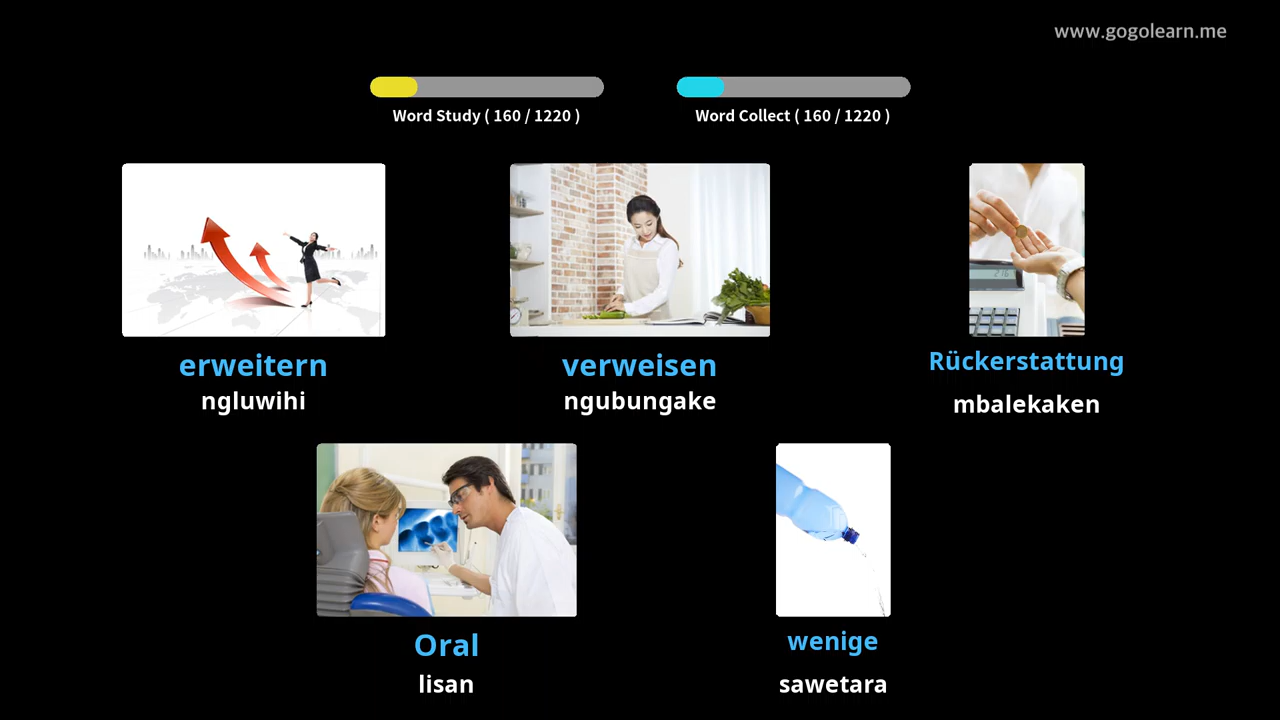 www.gogolearn.me
Word Study ( 160 / 1220 )
Word Collect ( 160 / 1220 )
erweitern
ngluwihi
verweisen
ngubungake
Rückerstattung
mbalekaken
Oral
lisan
wenige
sawetara